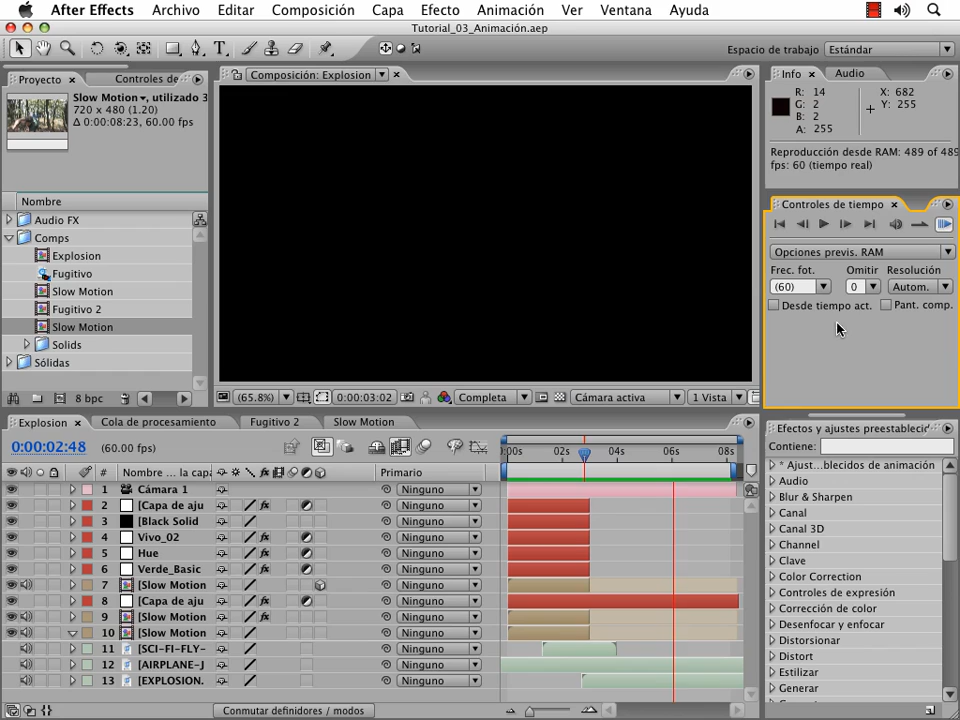 After Effects Archivo Editar Composición Capa Efecto Animación Ver Ventana Ayuda
Tutorial_03_Animación.aep
Espacio de trabajo Estándar
Proyecto Controles de
Slow Motion, utilizado 3
720 x 480 (1.20)
Δ 0:00:08:23, 60.00 fps
Nombre
Audio FX
Comps
Explosion
Fugitivo
Slow Motion
Fugitivo 2
Slow Motion
Solids
Sólidas
8 bpc
Composición: Explosion
(65.8%) 0:00:03:02 Completa Cámara activa 1 Vista
Info Audio
R: 14 X: 682
G: 2 Y: 255
B: 2
A: 255
Reproducción desde RAM: 489 of 489
fps: 60 (tiempo real)
Controles de tiempo
Opciones previs. RAM
Frec. fot. Omitir Resolución
(60) 0 Autom.
Desde tiempo act. Pant. comp.
Explosion Cola de procesamiento Fugitivo 2 Slow Motion
0:00:02:48 (60.00 fps)
:00s 02s 04s 06s 08s
# Nombre ... la capa Primario
1 Cámara 1 Ninguno
2 [Capa de aju Ninguno
3 [Black Solid Ninguno
4 Vivo_02 Ninguno
5 Hue Ninguno
6 Verde_Basic Ninguno
7 [Slow Motion Ninguno
8 [Capa de aju Ninguno
9 [Slow Motion Ninguno
10 [Slow Motion Ninguno
11 [SCI-FI-FLY- Ninguno
12 [AIRPLANE-J Ninguno
13 [EXPLOSION. Ninguno
Conmutar definidores / modos
Efectos y ajustes preestableci
Contiene:
* Ajust...blecidos de animación
Audio
Blur & Sharpen
Canal
Canal 3D
Channel
Clave
Color Correction
Controles de expresión
Corrección de color
Desenfocar y enfocar
Distorsionar
Distort
Estilizar
Generar